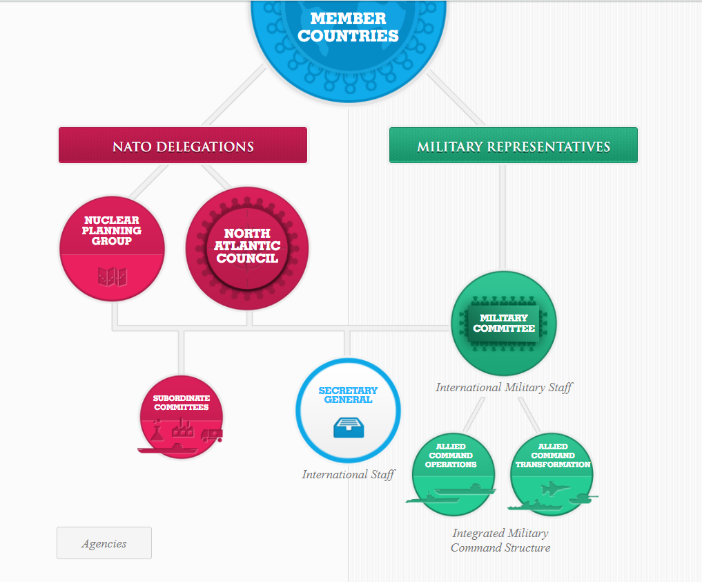 MEMBER
COUNTRIES
NATO DELEGATIONS
MILITARY REPRESENTATIVES
NUCLEAR
PLANNING
GROUP
NORTH
ATLANTIC
COUNCIL
MILITARY
COMMITTEE
International Military Staff
SUBORDINATE
COMMITTEES
SECRETARY
GENERAL
International Staff
ALLIED
COMMAND
OPERATIONS
ALLIED
COMMAND
TRANSFORMATION
Integrated Military
Command Structure
Agencies